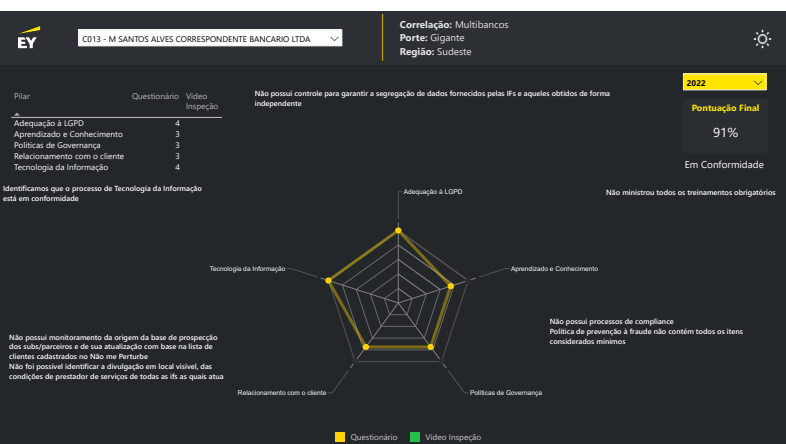 EY
C013 - M SANTOS ALVES CORRESPONDENTE BANCARIO LTDA
Correlação: Multibancos
Porte: Gigante
Região: Sudeste
Pilar Questionário Video Inspeção
Adequação à LGPD 4
Aprendizado e Conhecimento 3
Políticas de Governança 3
Relacionamento com o cliente 3
Tecnologia da Informação 4
Não possui controle para garantir a segregação de dados fornecidos pelas IFs e aqueles obtidos de forma
independente
2022
Pontuação Final
91%
Em Conformidade
Identificamos que o processo de Tecnologia da Informação
está em conformidade
Adequação à LGPD
Não ministrou todos os treinamentos obrigatórios
Tecnologia da Informação
Aprendizado e Conhecimento
Não possui processos de compliance
Política de prevenção à fraude não contém todos os itens
considerados mínimos
Não possui monitoramento da origem da base de prospecção
dos subs/parceiros e de sua atualização com base na lista de
clientes cadastrados no Não me Perturbe
Não foi possível identificar a divulgação em local visível, das
condições de prestador de serviços de todas as ifs as quais atua
Relacionamento com o cliente
Políticas de Governança
Questionário
Video Inspeção